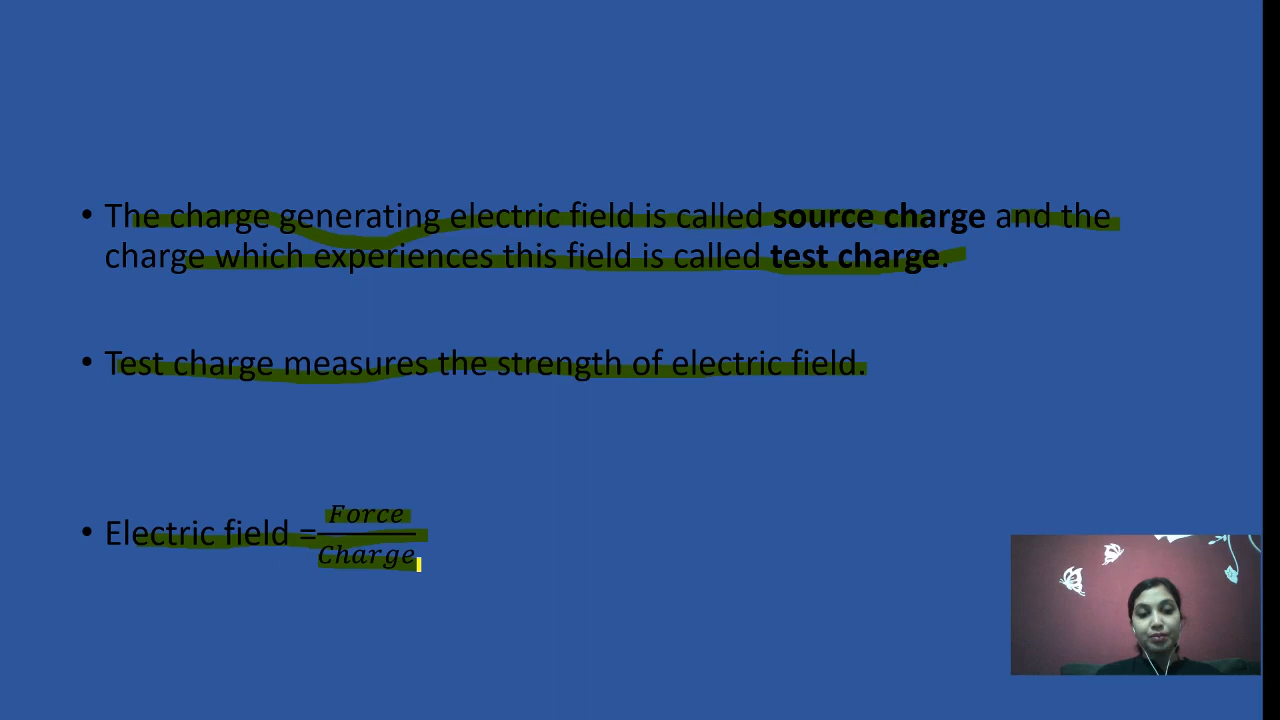 • The charge generating electric field is called source charge and the
charge which experiences this field is called test charge.
• Test charge measures the strength of electric field.
• Electric field = Force/Charge